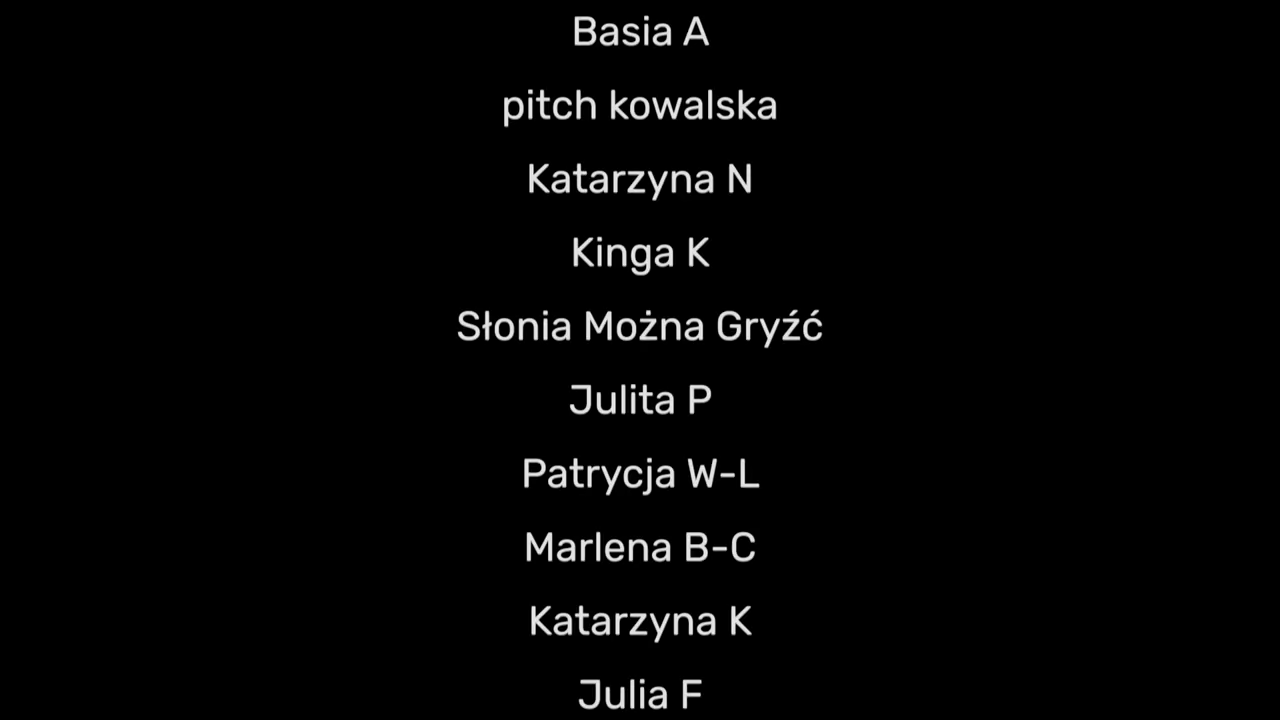 Basia A
pitch kowalska
Katarzyna N
Kinga K
Słonia Można Gryźć
Julita P
Patrycja W-L
Marlena B-C
Katarzyna K
Julia F